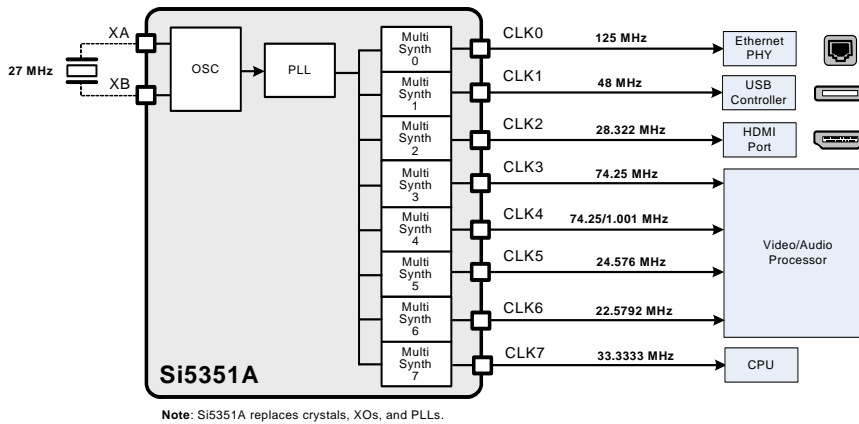 XA
27 MHz
XB
OSC
PLL
Multi
Synth
0
Multi
Synth
1
Multi
Synth
2
Multi
Synth
3
Multi
Synth
4
Multi
Synth
5
Multi
Synth
6
Multi
Synth
7
Si5351A
CLK0
125 MHz
Ethernet
PHY
CLK1
48 MHz
USB
Controller
CLK2
28.322 MHz
HDMI
Port
CLK3
74.25 MHz
CLK4
74.25/1.001 MHz
CLK5
24.576 MHz
CLK6
22.5792 MHz
Video/Audio
Processor
CLK7
33.3333 MHz
CPU
Note: Si5351A replaces crystals, XOs, and PLLs.